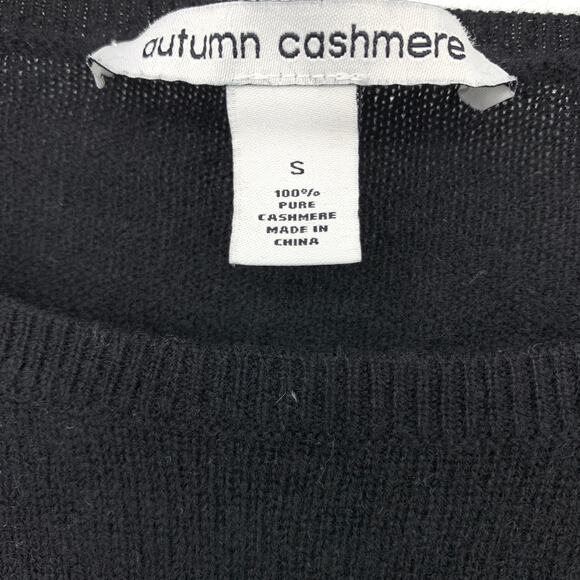 autumn cashmere
S
100%
PURE
CASHMERE
MADE IN
CHINA